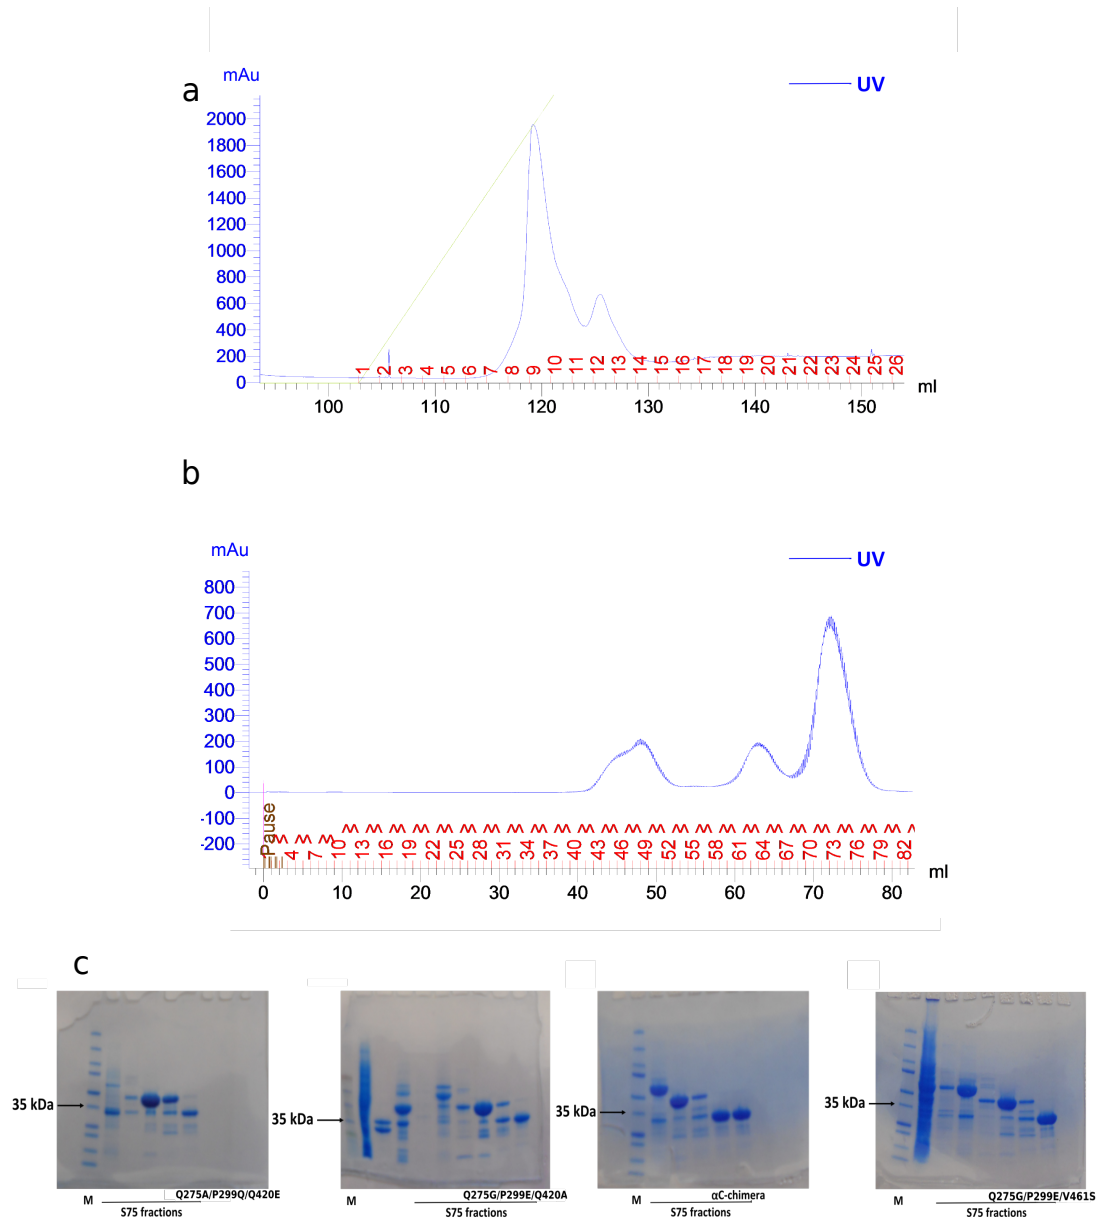 a
mAu
UV
2000
1800
1600
1400
1200
1000
800
600
400
200
0
1 2 3 4 5 6 7 8 9 10 11 12 13 14 15 16 17 18 19 20 21 22 23 24 25 26
ml
100 110 120 130 140 150
b
mAu
UV
800
700
600
500
400
300
200
100
0
-100
-200
Pause
>> >> >> >> >> >> >> >> >> >> >> >> >> >> >> >> >> >> >> >> >> >> >> >> >> >> >> >
4 7 10 13 16 19 22 25 28 31 34 37 40 43 46 49 52 55 58 61 64 67 70 73 76 79 82
ml
0 10 20 30 40 50 60 70 80
c
35 kDa
M
Q275A/P299Q/Q420E
S75 fractions
35 kDa
M
Q275G/P299E/Q420A
S75 fractions
35 kDa
M
αC-chimera
S75 fractions
35 kDa
M
Q275G/P299E/V461S
S75 fractions